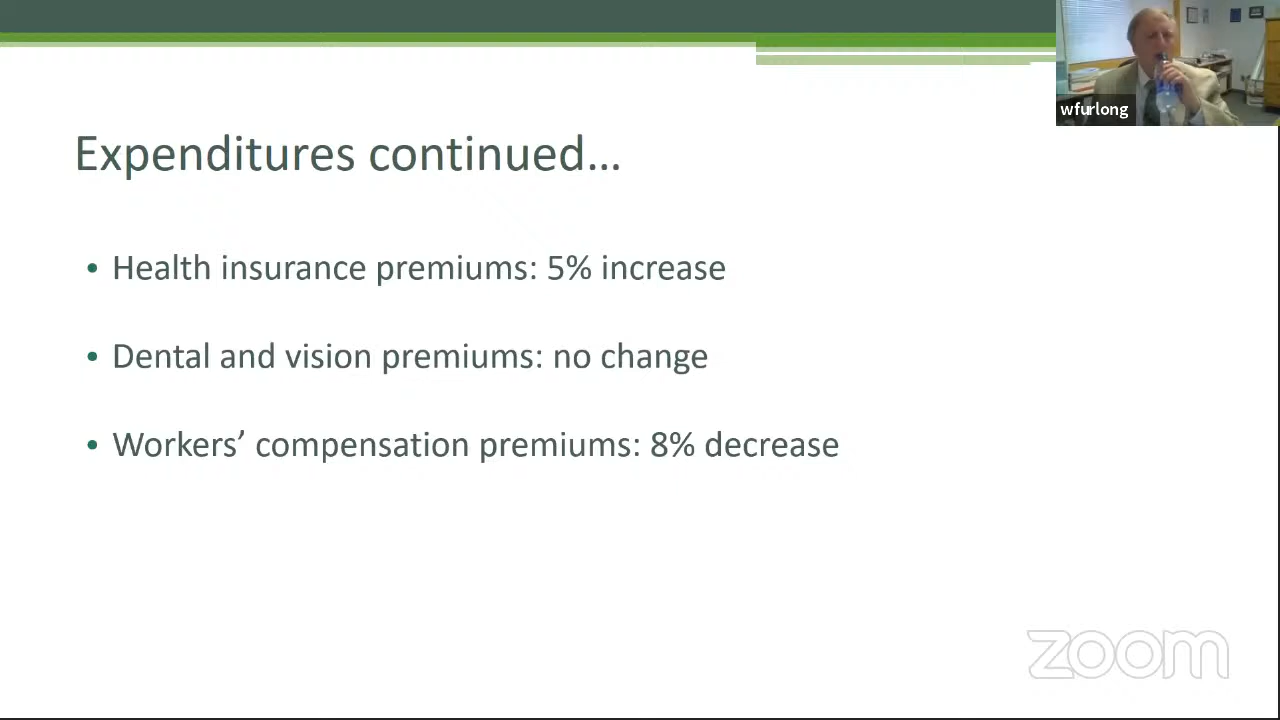 wfurlong
Expenditures continued…
• Health insurance premiums: 5% increase
• Dental and vision premiums: no change
• Workers’ compensation premiums: 8% decrease
zoom